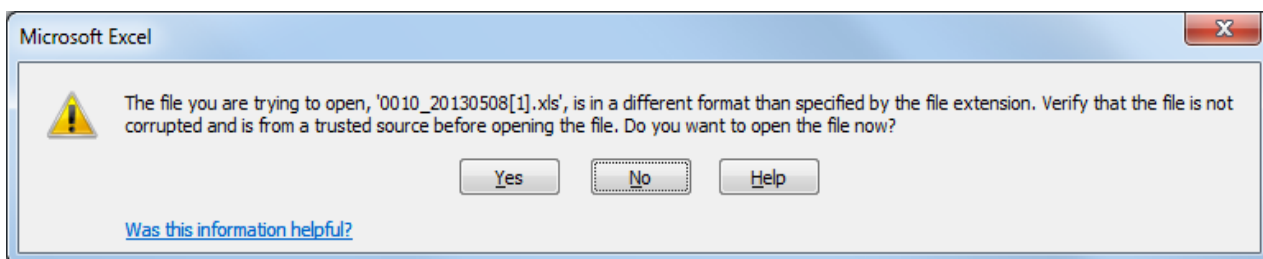 Microsoft Excel
The file you are trying to open, '0010_20130508[1].xls', is in a different format than specified by the file extension. Verify that the file is not
corrupted and is from a trusted source before opening the file. Do you want to open the file now?
Yes No Help
Was this information helpful?